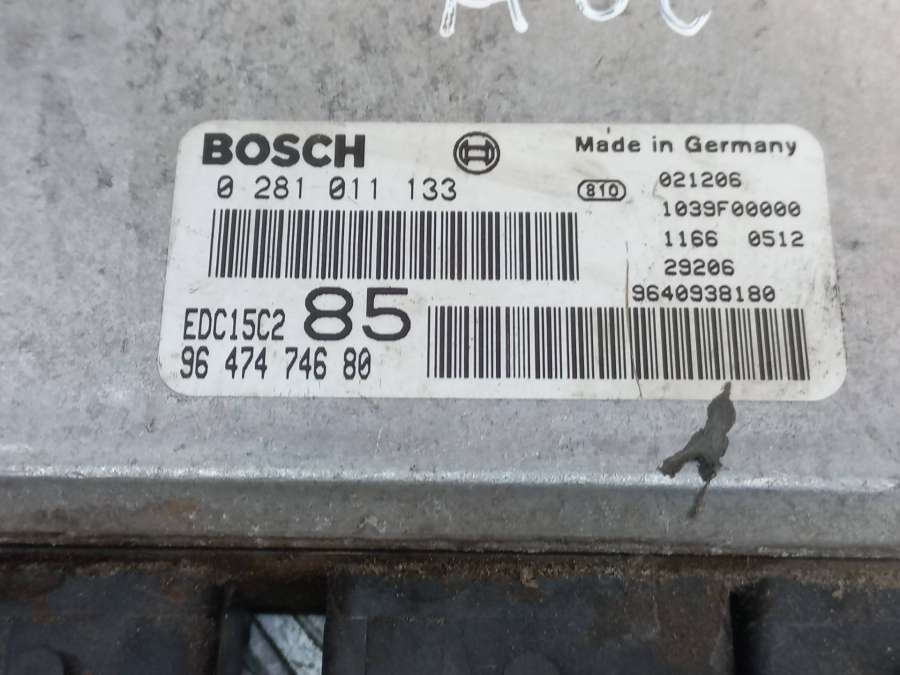 BOSCH
Made in Germany
0 281 011 133
810
021206
1039F00000
1166 0512
29206
9640938180
EDC15C2 85
96 474 746 80